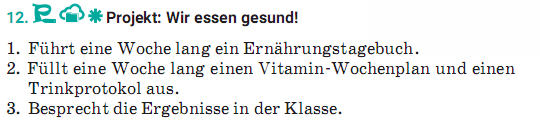 12. Projekt: Wir essen gesund!
1. Führt eine Woche lang ein Ernährungstagebuch.
2. Füllt eine Woche lang einen Vitamin-Wochenplan und einen
Trinkprotokol aus.
3. Besprecht die Ergebnisse in der Klasse.